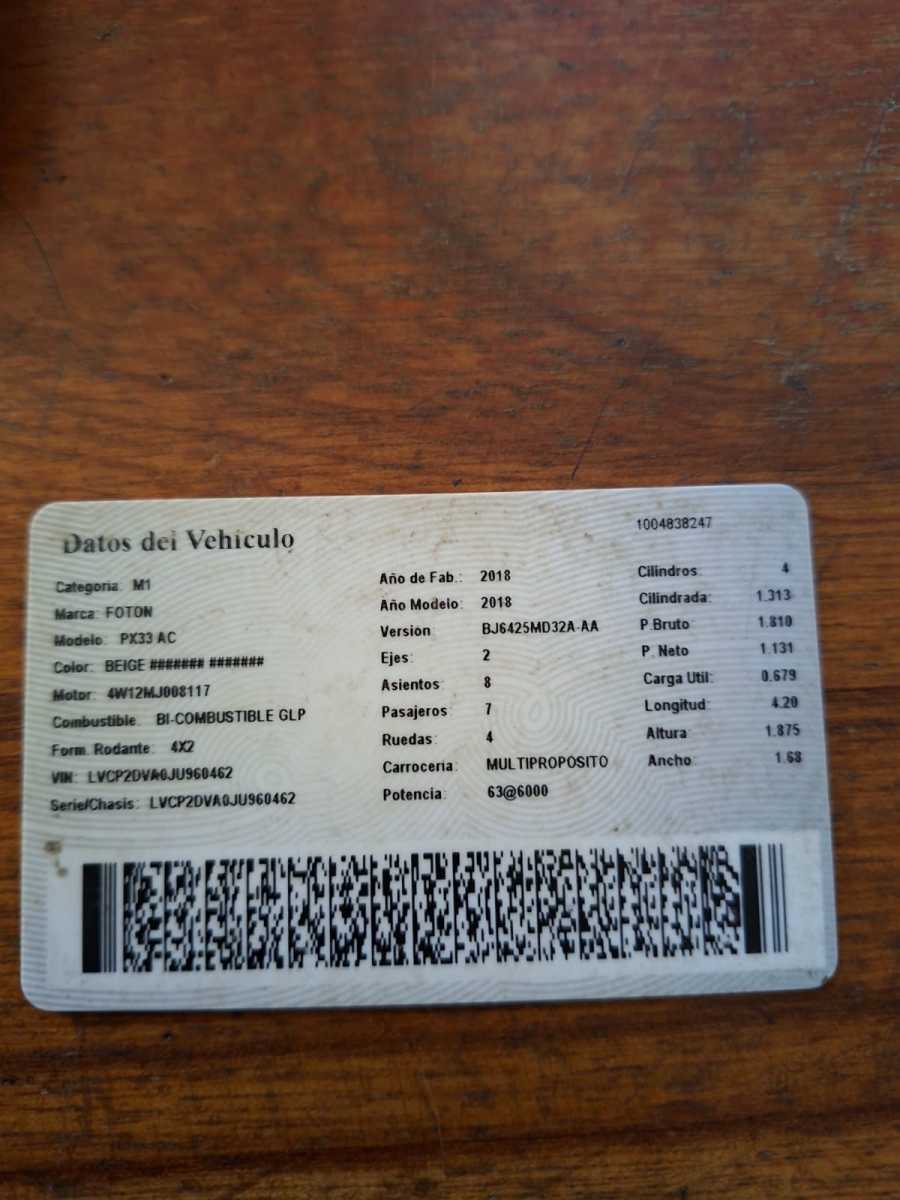 Datos del Vehiculo
1004838247
Categoria: M1
Marca: FOTON
Modelo: PX33 AC
Color: BEIGE ####### #######
Motor: 4W12MJ008117
Combustible: BI-COMBUSTIBLE GLP
Form. Rodante: 4X2
VIN: LVCP2DVA0JU960462
Serie/Chasis: LVCP2DVA0JU960462
Año de Fab.: 2018
Año Modelo: 2018
Versión: BJ6425MD32A-AA
Ejes: 2
Asientos: 8
Pasajeros: 7
Ruedas: 4
Carrocería: MULTIPROPOSITO
Potencia: 63@6000
Cilindros: 4
Cilindrada: 1.313
P.Bruto: 1.810
P. Neto: 1.131
Carga Util: 0.679
Longitud: 4.20
Altura: 1.875
Ancho: 1.68